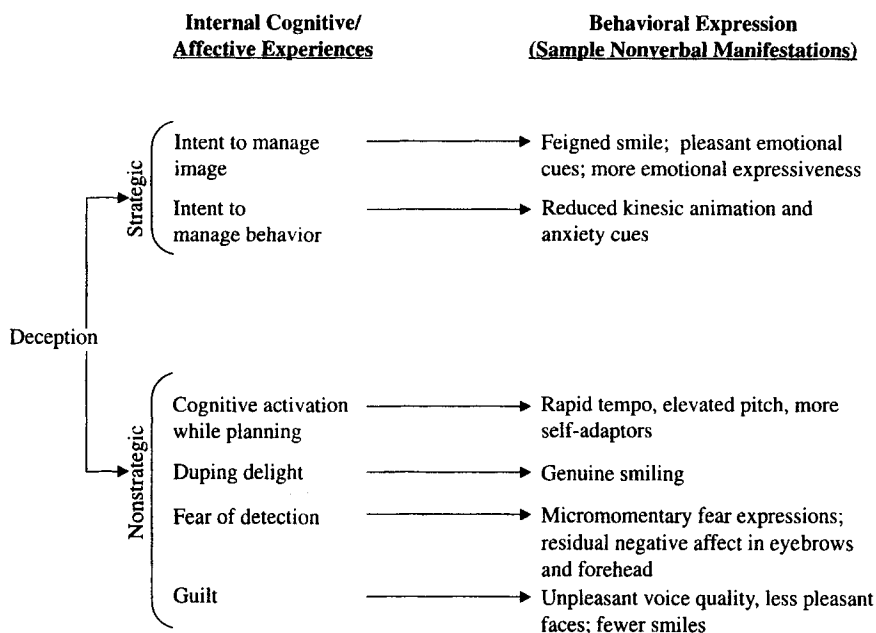 Internal Cognitive/
Affective Experiences
Behavioral Expression
(Sample Nonverbal Manifestations)
Deception
Strategic
Intent to manage
image
Feigned smile; pleasant emotional
cues; more emotional expressiveness
Intent to
manage behavior
Reduced kinesic animation and
anxiety cues
Nonstrategic
Cognitive activation
while planning
Rapid tempo, elevated pitch, more
self-adaptors
Duping delight
Genuine smiling
Fear of detection
Micromomentary fear expressions;
residual negative affect in eyebrows
and forehead
Guilt
Unpleasant voice quality, less pleasant
faces; fewer smiles